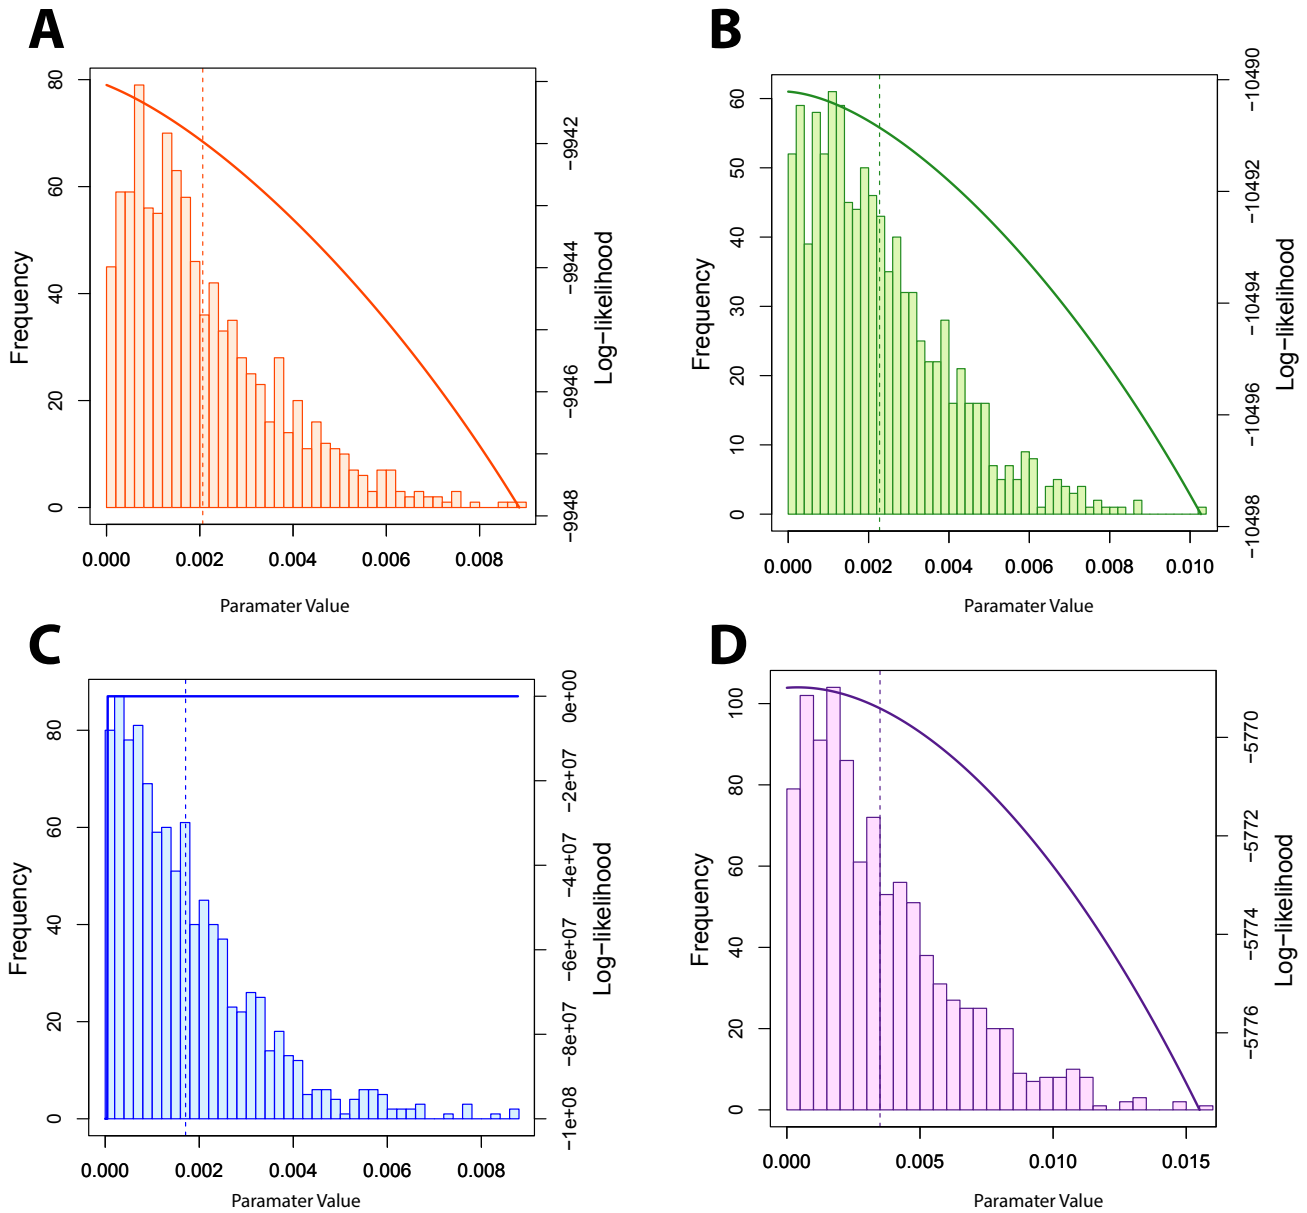 A
80
60
40
20
0
Frequency
−9942
−9944
−9946
−9948
Log−likelihood
0.000 0.002 0.004 0.006 0.008
Paramater Value
B
60
50
40
30
20
10
0
Frequency
−10490
−10492
−10494
−10496
−10498
Log−likelihood
0.000 0.002 0.004 0.006 0.008 0.010
Paramater Value
C
80
60
40
20
0
Frequency
0e+00
−2e+07
−4e+07
−6e+07
−8e+07
−1e+08
Log−likelihood
0.000 0.002 0.004 0.006 0.008
Paramater Value
D
100
80
60
40
20
0
Frequency
−5770
−5772
−5774
−5776
Log−likelihood
0.000 0.005 0.010 0.015
Paramater Value